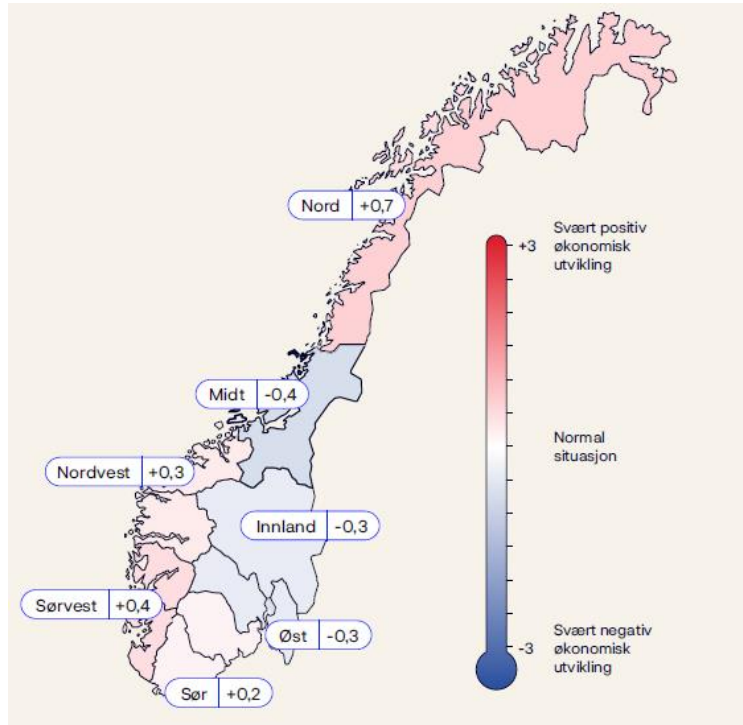 Nord +0,7
Svært positiv
økonomisk
utvikling
+3
Midt -0,4
Normal
situasjon
Nordvest +0,3
Innland -0,3
Sørvest +0,4
Øst -0,3
Svært negativ
økonomisk
utvikling
-3
Sør +0,2